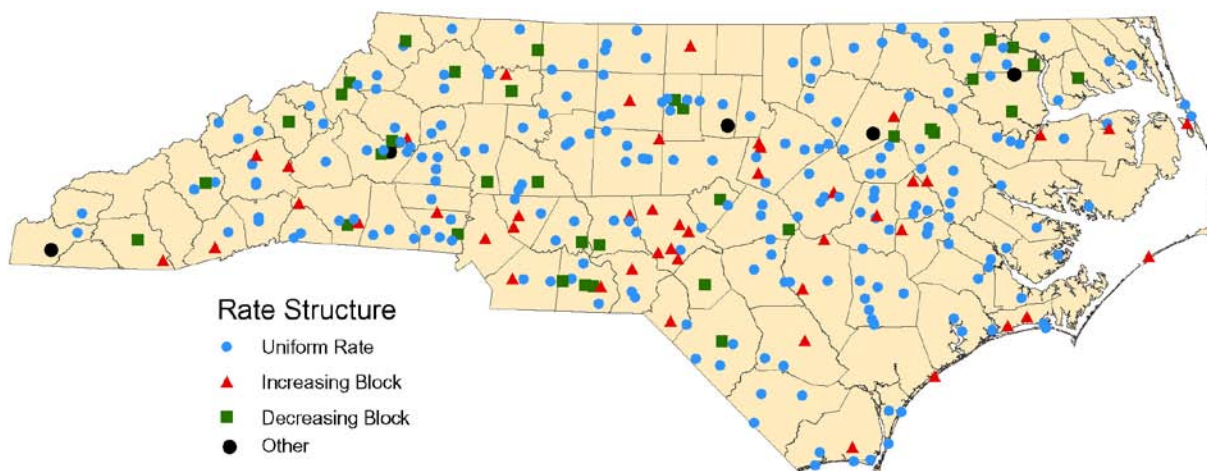 Rate Structure
Uniform Rate
Increasing Block
Decreasing Block
Other